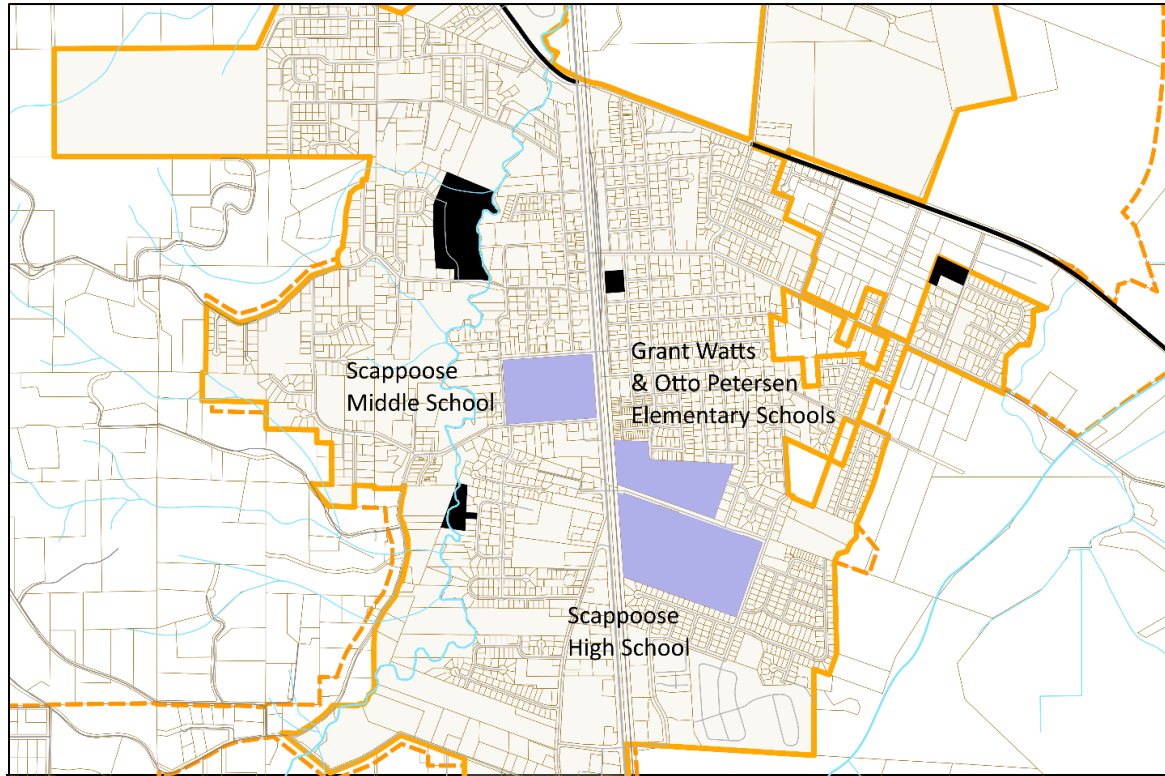 Grant Watts
& Otto Petersen
Elementary Schools
Scappoose
Middle School
Scappoose
High School